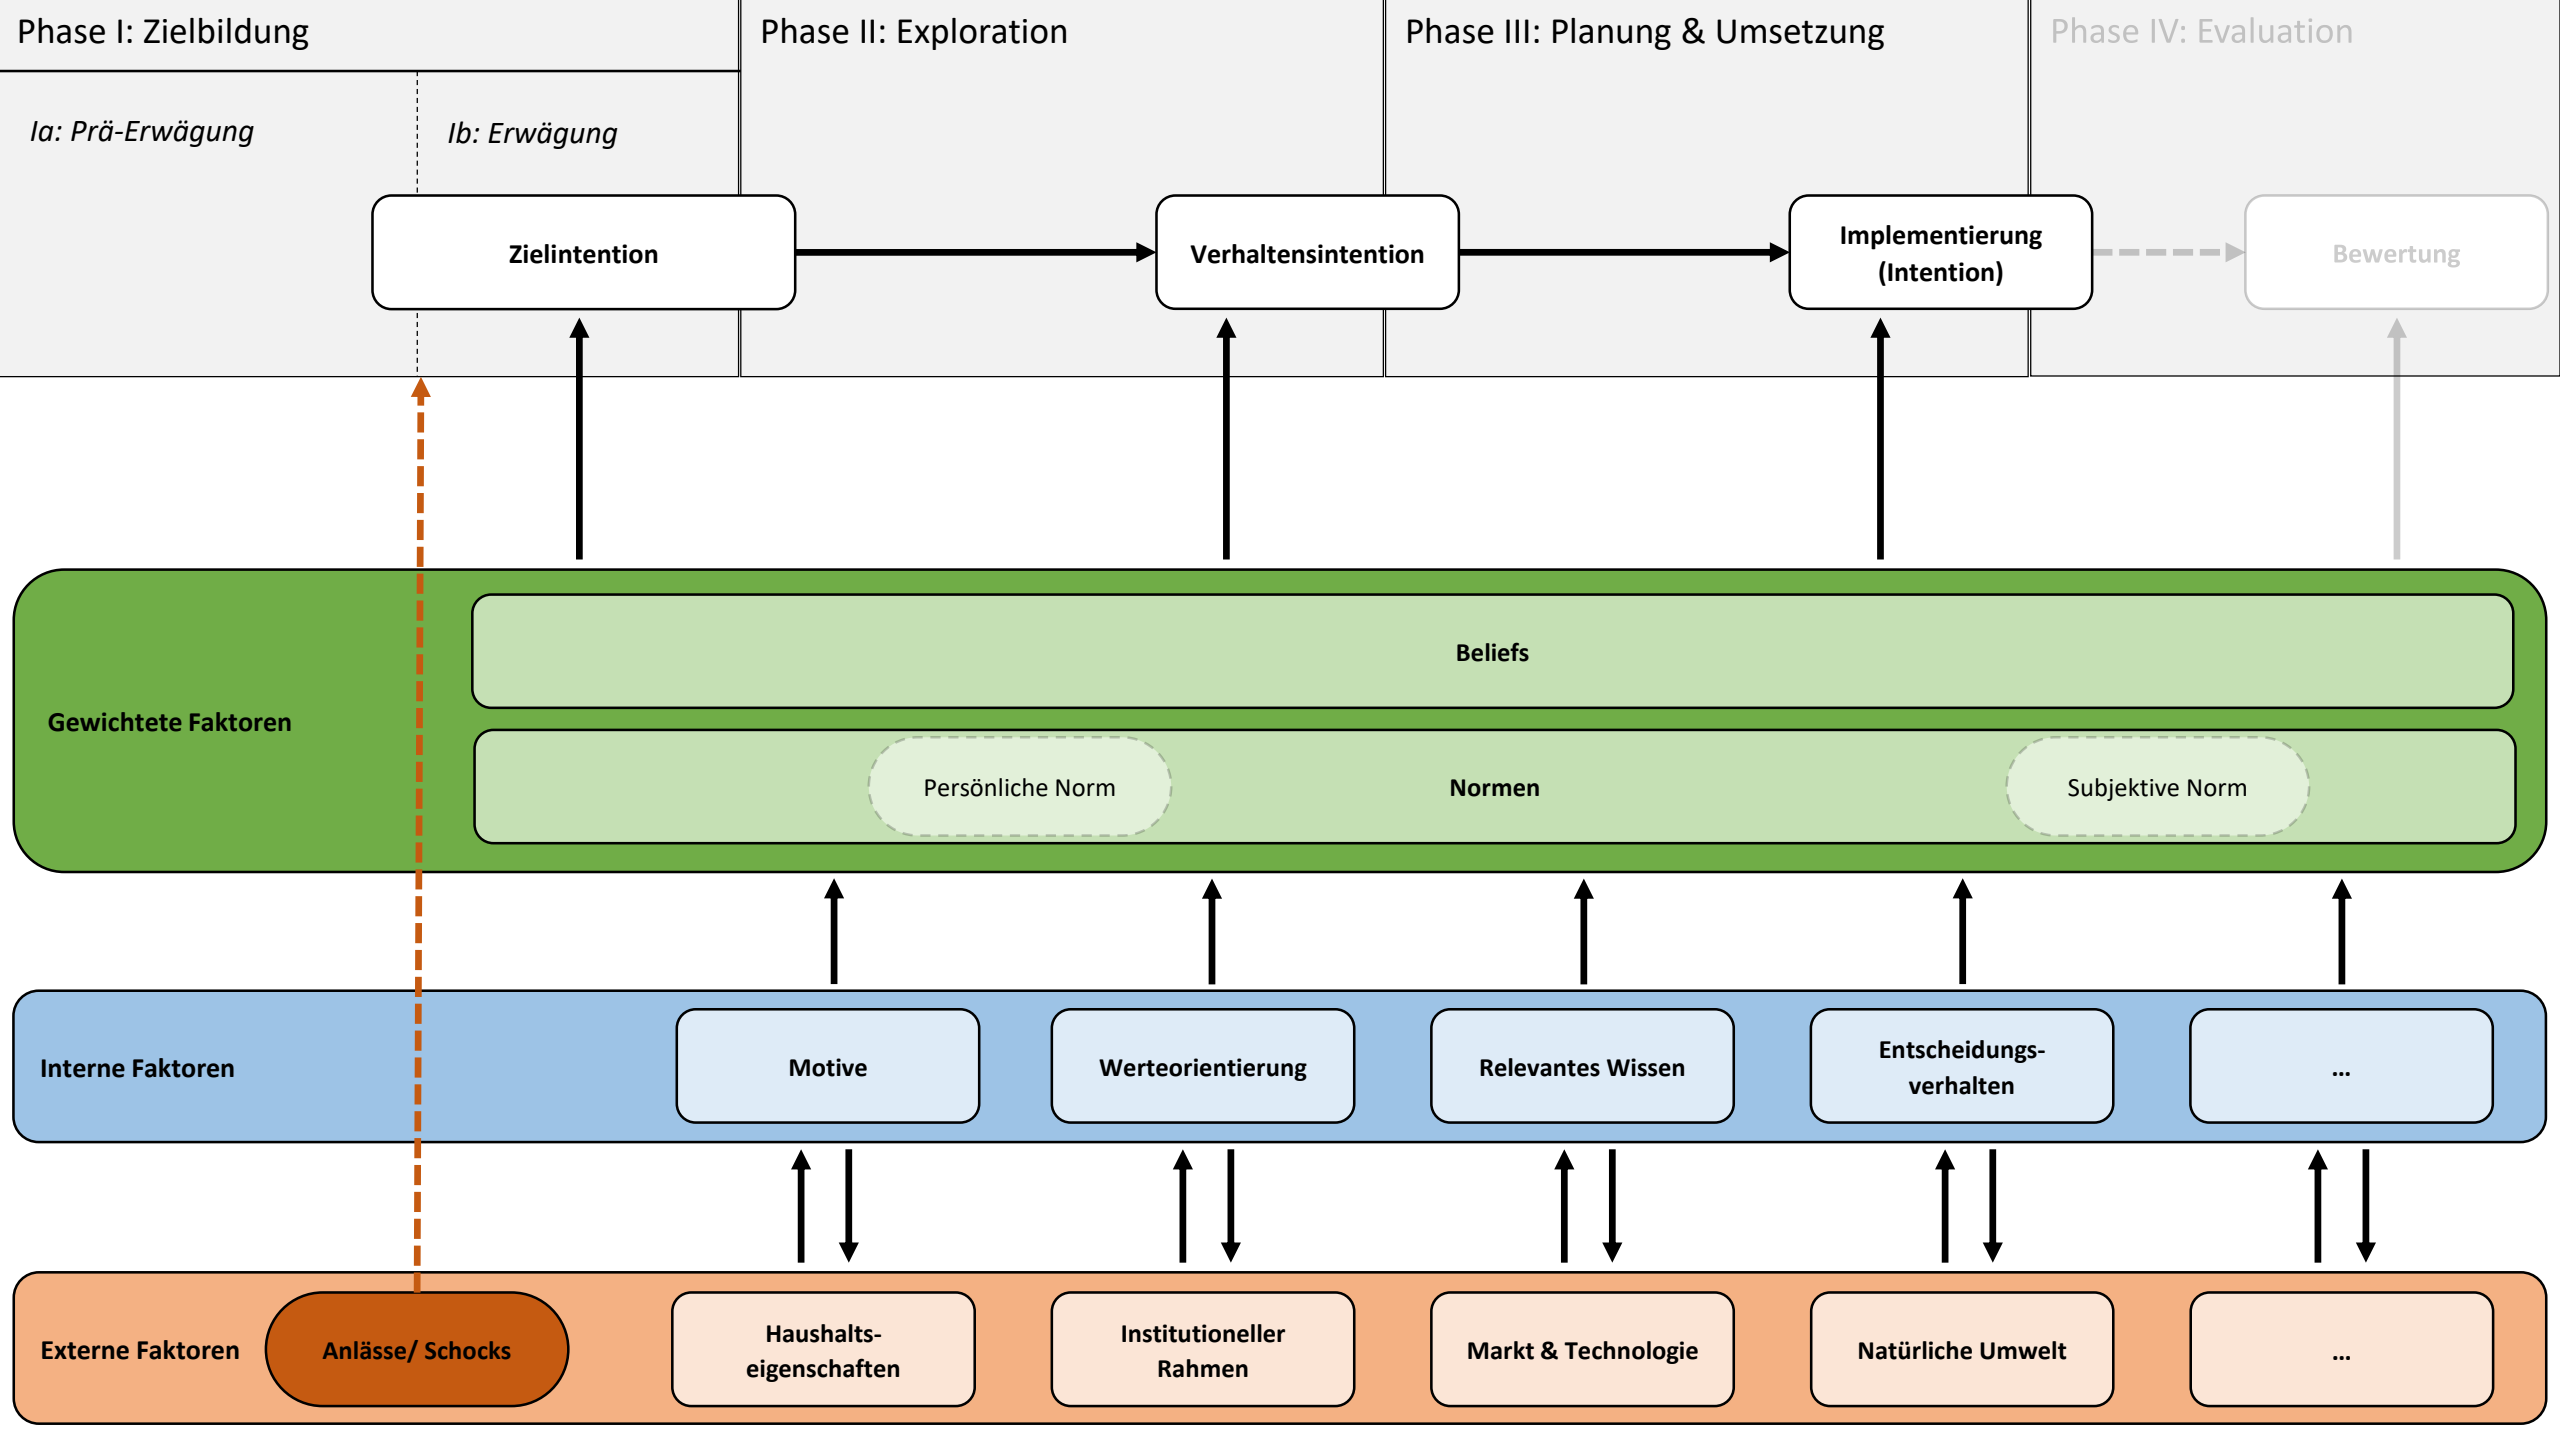 Phase I: Zielbildung
Phase II: Exploration
Phase III: Planung & Umsetzung
Phase IV: Evaluation
Ia: Prä-Erwägung
Ib: Erwägung
Zielintention
Verhaltensintention
Implementierung
(Intention)
Bewertung
Gewichtete Faktoren
Beliefs
Persönliche Norm
Normen
Subjektive Norm
Interne Faktoren
Motive
Werteorientierung
Relevantes Wissen
Entscheidungs-
verhalten
...
Externe Faktoren
Anlässe/ Schocks
Haushalts-
eigenschaften
Institutioneller
Rahmen
Markt & Technologie
Natürliche Umwelt
...